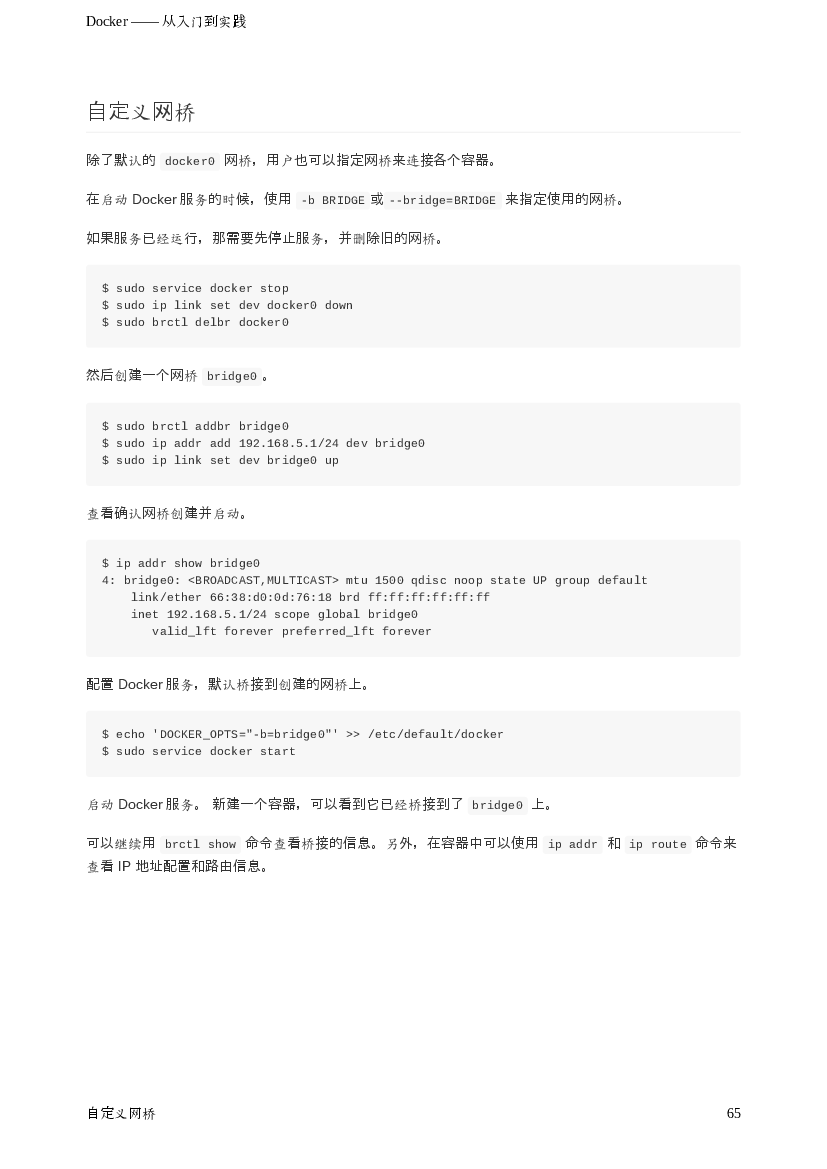 Docker —— 从入门到实践
自定义网桥
除了默认的 docker0 网桥，用户也可以指定网桥来连接各个容器。
在启动 Docker 服务的时候，使用 -b BRIDGE 或 --bridge=BRIDGE 来指定使用的网桥。
如果服务已经运行，那需要先停止服务，并删除旧的网桥。
$ sudo service docker stop
$ sudo ip link set dev docker0 down
$ sudo brctl delbr docker0
然后创建一个网桥 bridge0 。
$ sudo brctl addbr bridge0
$ sudo ip addr add 192.168.5.1/24 dev bridge0
$ sudo ip link set dev bridge0 up
查看确认网桥创建并启动。
$ ip addr show bridge0
4: bridge0: <BROADCAST,MULTICAST> mtu 1500 qdisc noop state UP group default
    link/ether 66:38:d0:0d:76:18 brd ff:ff:ff:ff:ff:ff
    inet 192.168.5.1/24 scope global bridge0
       valid_lft forever preferred_lft forever
配置 Docker 服务，默认桥接到创建的网桥上。
$ echo 'DOCKER_OPTS="-b=bridge0"' >> /etc/default/docker
$ sudo service docker start
启动 Docker 服务。 新建一个容器，可以看到它已经桥接到了 bridge0 上。
可以继续用 brctl show 命令查看桥接的信息。另外，在容器中可以使用 ip addr 和 ip route 命令来
查看 IP 地址配置和路由信息。
自定义网桥 65